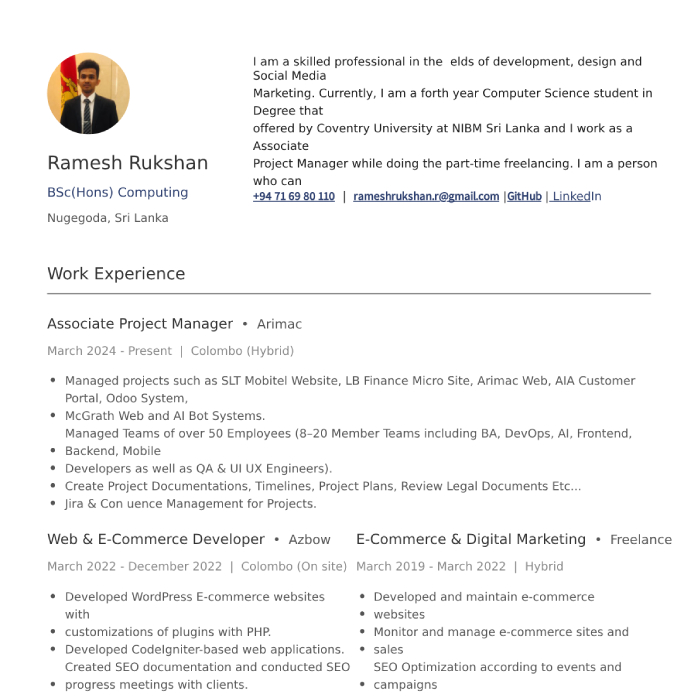 I am a skilled professional in the elds of development, design and
Social Media
Marketing. Currently, I am a forth year Computer Science student in
Degree that
offered by Coventry University at NIBM Sri Lanka and I work as a
Associate
Project Manager while doing the part-time freelancing. I am a person
who can
+94 71 69 80 110 | rameshrukshan.r@gmail.com |GitHub | LinkedIn
Ramesh Rukshan
BSc(Hons) Computing
Nugegoda, Sri Lanka
Work Experience
Associate Project Manager • Arimac
March 2024 - Present | Colombo (Hybrid)
• Managed projects such as SLT Mobitel Website, LB Finance Micro Site, Arimac Web, AIA Customer
Portal, Odoo System,
• McGrath Web and AI Bot Systems.
Managed Teams of over 50 Employees (8–20 Member Teams including BA, DevOps, AI, Frontend,
• Backend, Mobile
• Developers as well as QA & UI UX Engineers).
• Create Project Documentations, Timelines, Project Plans, Review Legal Documents Etc...
• Jira & Con uence Management for Projects.
Web & E-Commerce Developer • Azbow
March 2022 - December 2022 | Colombo (On site)
• Developed WordPress E-commerce websites
with
• customizations of plugins with PHP.
• Developed CodeIgniter-based web applications.
Created SEO documentation and conducted SEO
• progress meetings with clients.
E-Commerce & Digital Marketing • Freelance
March 2019 - March 2022 | Hybrid
• Developed and maintain e-commerce
• websites
• Monitor and manage e-commerce sites and
• sales
SEO Optimization according to events and
• campaigns